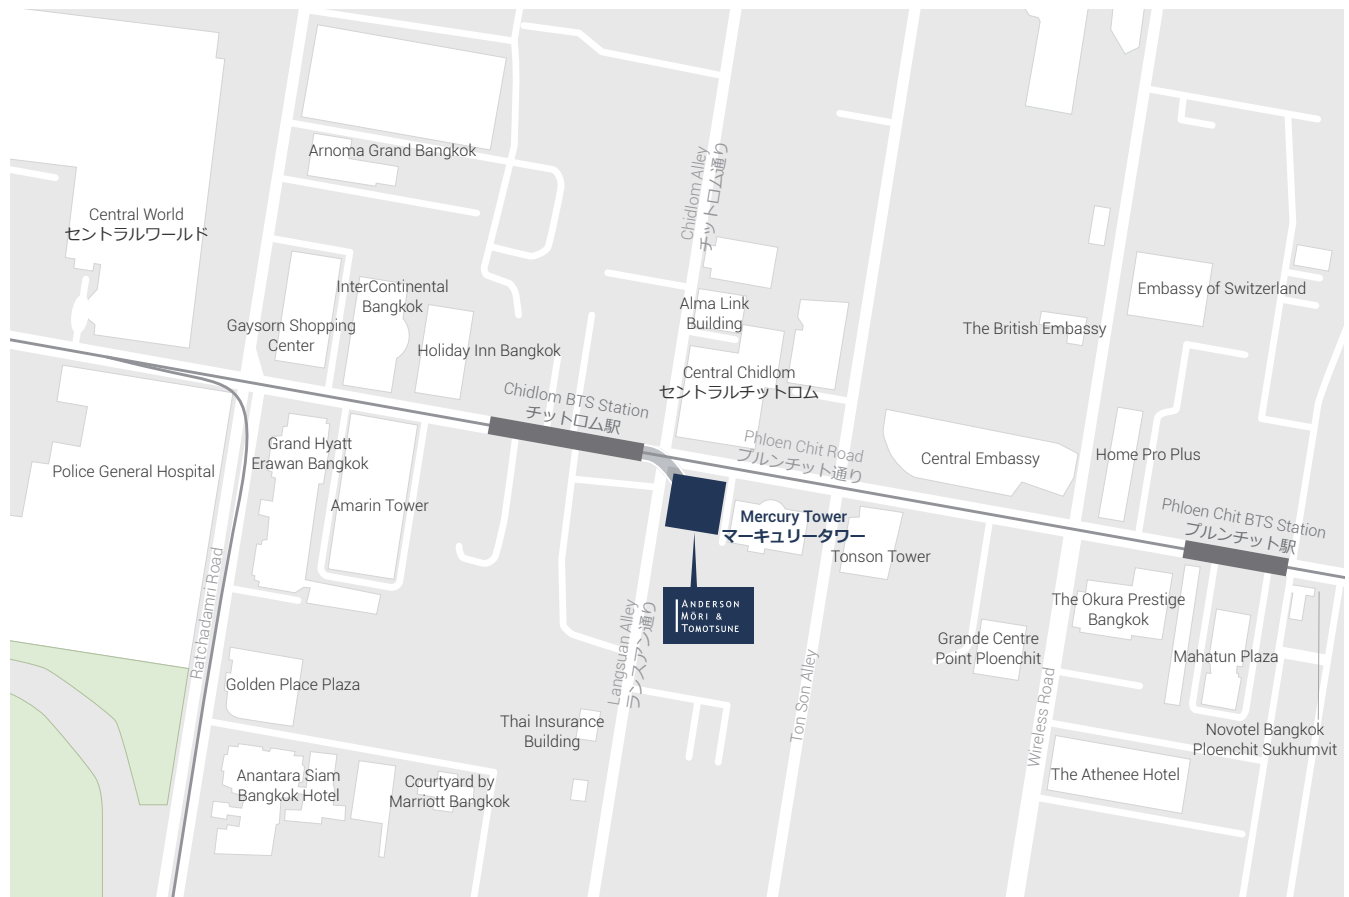 Arnoma Grand Bangkok
Chidlom Alley
チットロム通り
Central World
セントラルワールド
InterContinental
Bangkok
Gaysorn Shopping
Center
Holiday Inn Bangkok
Alma Link
Building
Embassy of Switzerland
The British Embassy
Central Chidlom
セントラルチットロム
Chidlom BTS Station
チットロム駅
Phloen Chit Road
プルンチット通り
Grand Hyatt
Erawan Bangkok
Police General Hospital
Amarin Tower
Central Embassy
Home Pro Plus
Mercury Tower
マーキュリータワー
Tonson Tower
Phloen Chit BTS Station
プルンチット駅
Ratchadamri Road
ANDERSON
MŌRI &
TOMOTSUNE
Langsuan Alley
ランスアン通り
The Okura Prestige
Bangkok
Grande Centre
Point Ploenchit
Mahatun Plaza
Golden Place Plaza
Ton Son Alley
Wireless Road
Thai Insurance
Building
Novotel Bangkok
Ploenchit Sukhumvit
Anantara Siam
Bangkok Hotel
Courtyard by
Marriott Bangkok
The Athenee Hotel